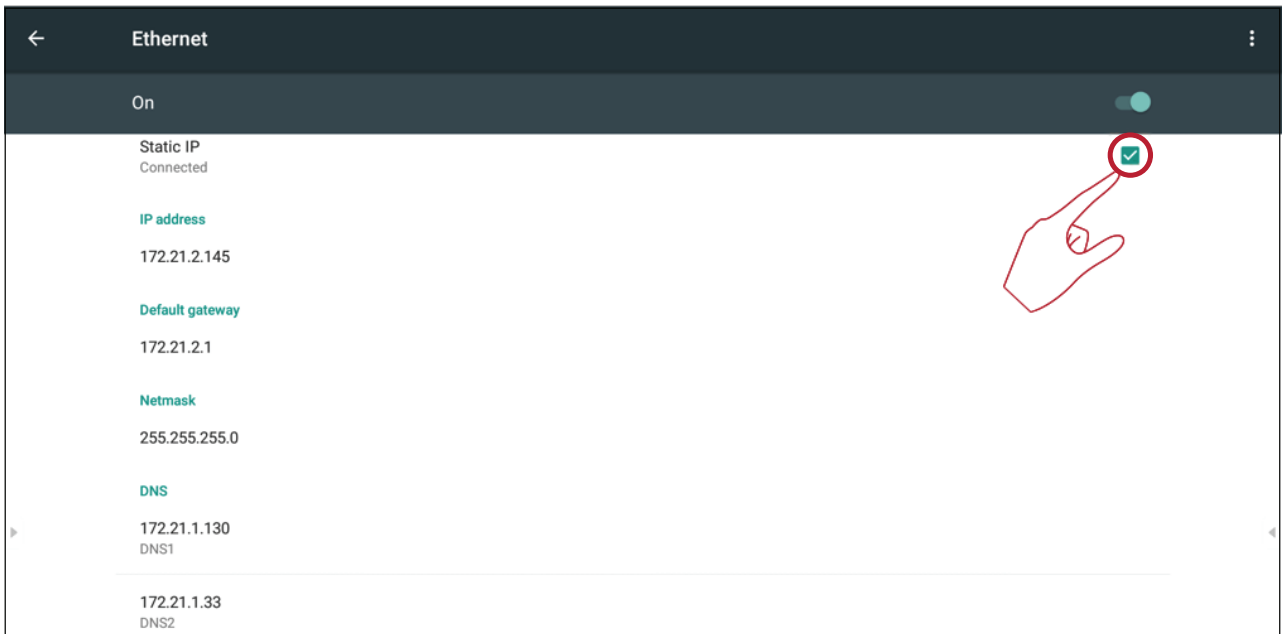 Ethernet
On
Static IP
Connected
IP address
172.21.2.145
Default gateway
172.21.2.1
Netmask
255.255.255.0
DNS
172.21.1.130
DNS1
172.21.1.33
DNS2